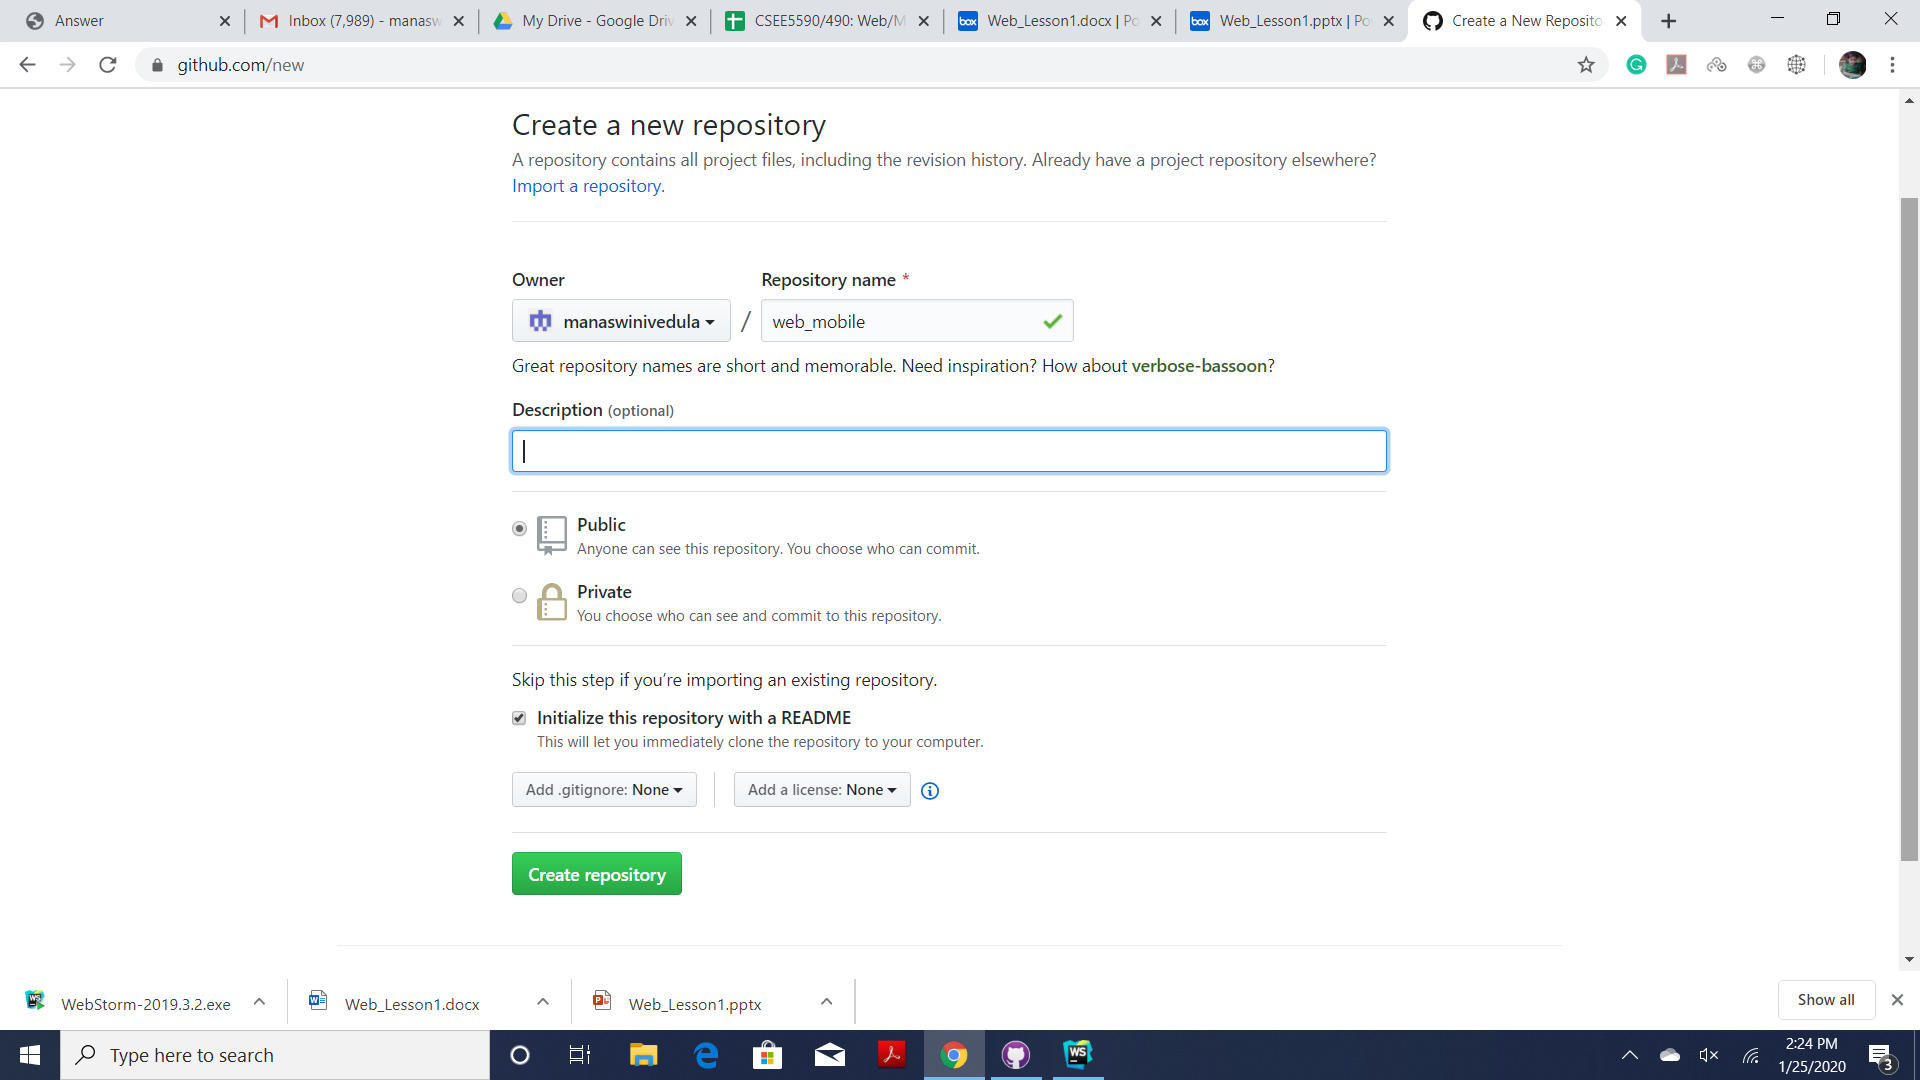 Answer
Inbox (7,989) - manasw
My Drive - Google Driv
CSEE5590/490: Web/M
box
Web_Lesson1.docx | Po
box
Web_Lesson1.pptx | Po
Create a New Reposito
github.com/new
Create a new repository
A repository contains all project files, including the revision history. Already have a project repository elsewhere?
Import a repository.
Owner
Repository name *
manaswinivedula
/
web_mobile
Great repository names are short and memorable. Need inspiration? How about verbose-bassoon?
Description (optional)
Public
Anyone can see this repository. You choose who can commit.
Private
You choose who can see and commit to this repository.
Skip this step if you’re importing an existing repository.
Initialize this repository with a README
This will let you immediately clone the repository to your computer.
Add .gitignore: None
Add a license: None
Create repository
WS
WebStorm-2019.3.2.exe
Web_Lesson1.docx
Web_Lesson1.pptx
Show all
Type here to search
WS
2:24 PM
1/25/2020
3